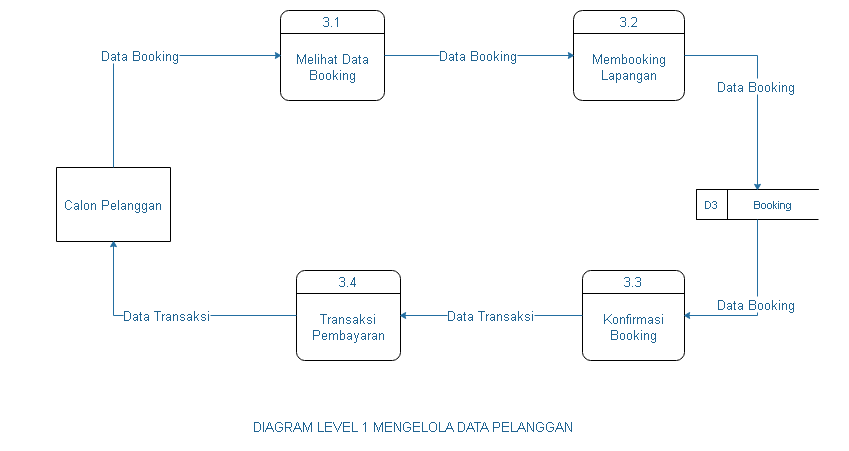 3.1
Melihat Data
Booking
3.2
Membooking
Lapangan
Data Booking
Data Booking
Data Booking
Calon Pelanggan
D3
Booking
3.4
Transaksi
Pembayaran
3.3
Konfirmasi
Booking
Data Transaksi
Data Transaksi
Data Booking
DIAGRAM LEVEL 1 MENGELOLA DATA PELANGGAN